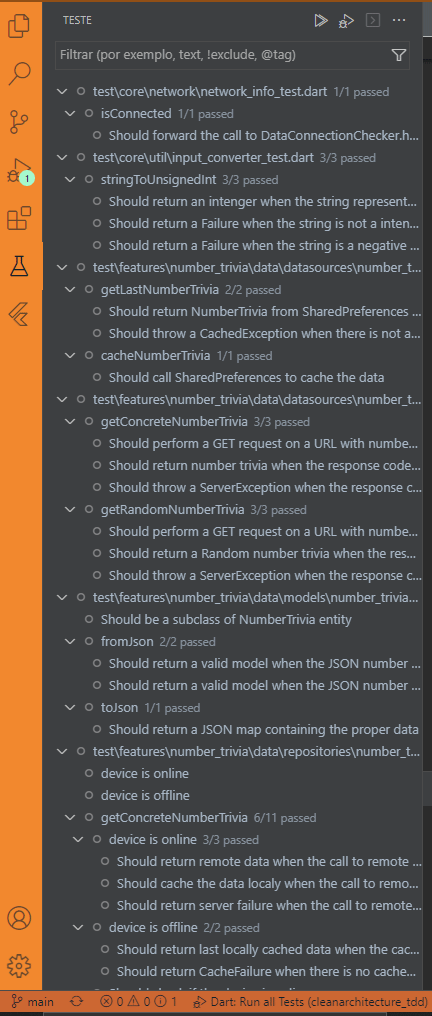 TESTE
Filtrar (por exemplo, text, !exclude, @tag)
test\core\network\network_info_test.dart 1/1 passed
isConnected 1/1 passed
Should forward the call to DataConnectionChecker.h...
test\core\util\input_converter_test.dart 3/3 passed
stringToUnsignedInt 3/3 passed
Should return an intenger when the string represent...
Should return a Failure when the string is not a inten...
Should return a Failure when the string is a negative ...
test\features\number_trivia\data\datasources\number_t...
getLastNumberTrivia 2/2 passed
Should return NumberTrivia from SharedPreferences ...
Should throw a CachedException when there is not a...
cacheNumberTrivia 1/1 passed
Should call SharedPreferences to cache the data
test\features\number_trivia\data\datasources\number_t...
getConcreteNumberTrivia 3/3 passed
Should perform a GET request on a URL with numbe...
Should return number trivia when the response code...
Should throw a ServerException when the response c...
getRandomNumberTrivia 3/3 passed
Should perform a GET request on a URL with numbe...
Should return a Random number trivia when the res...
Should throw a ServerException when the response c...
test\features\number_trivia\data\models\number_trivia...
Should be a subclass of NumberTrivia entity
fromJson 2/2 passed
Should return a valid model when the JSON number ...
Should return a valid model when the JSON number ...
toJson 1/1 passed
Should return a JSON map containing the proper data
test\features\number_trivia\data\repositories\number_t...
device is online
device is offline
getConcreteNumberTrivia 6/11 passed
device is online 3/3 passed
Should return remote data when the call to remote ...
Should cache the data localy when the call to remo...
Should return server failure when the call to remote...
device is offline 2/2 passed
Should return last locally cached data when the cac...
Should return CacheFailure when there is no cache...
1
main 0 0 1 Dart: Run all Tests (cleanarchitecture_tdd)